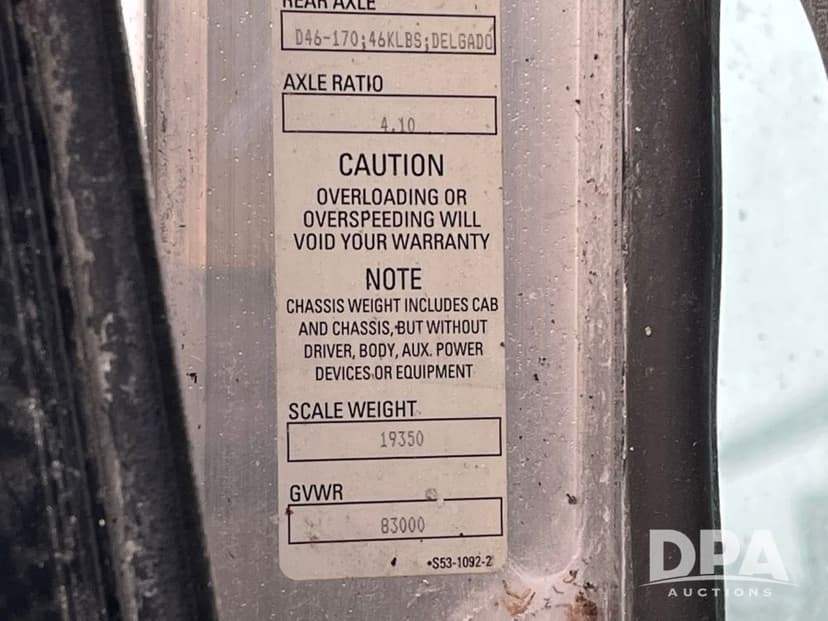 REAR AXLE
D46-170;46KLBS;DELGADO
AXLE RATIO
4.10
CAUTION
OVERLOADING OR
OVERSPEEDING WILL
VOID YOUR WARRANTY
NOTE
CHASSIS WEIGHT INCLUDES CAB
AND CHASSIS, BUT WITHOUT
DRIVER, BODY, AUX. POWER
DEVICES OR EQUIPMENT
SCALE WEIGHT
19350
GVWR
83000
•S53-1092-2
DPA
AUCTIONS